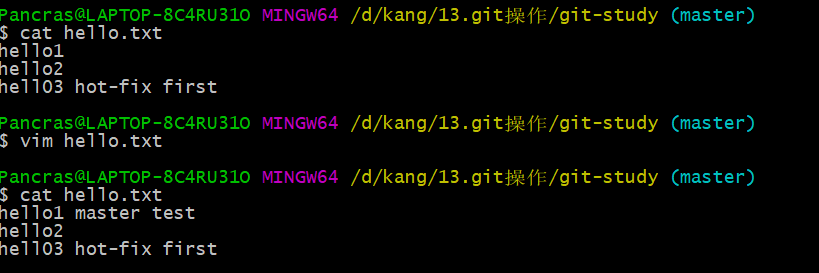 Pancras@LAPTOP-8C4RU31O MINGW64 /d/kang/13.git操作/git-study (master)
$ cat hello.txt
hello1
hello2
hell03 hot-fix first
Pancras@LAPTOP-8C4RU31O MINGW64 /d/kang/13.git操作/git-study (master)
$ vim hello.txt
Pancras@LAPTOP-8C4RU31O MINGW64 /d/kang/13.git操作/git-study (master)
$ cat hello.txt
hello1 master test
hello2
hell03 hot-fix first